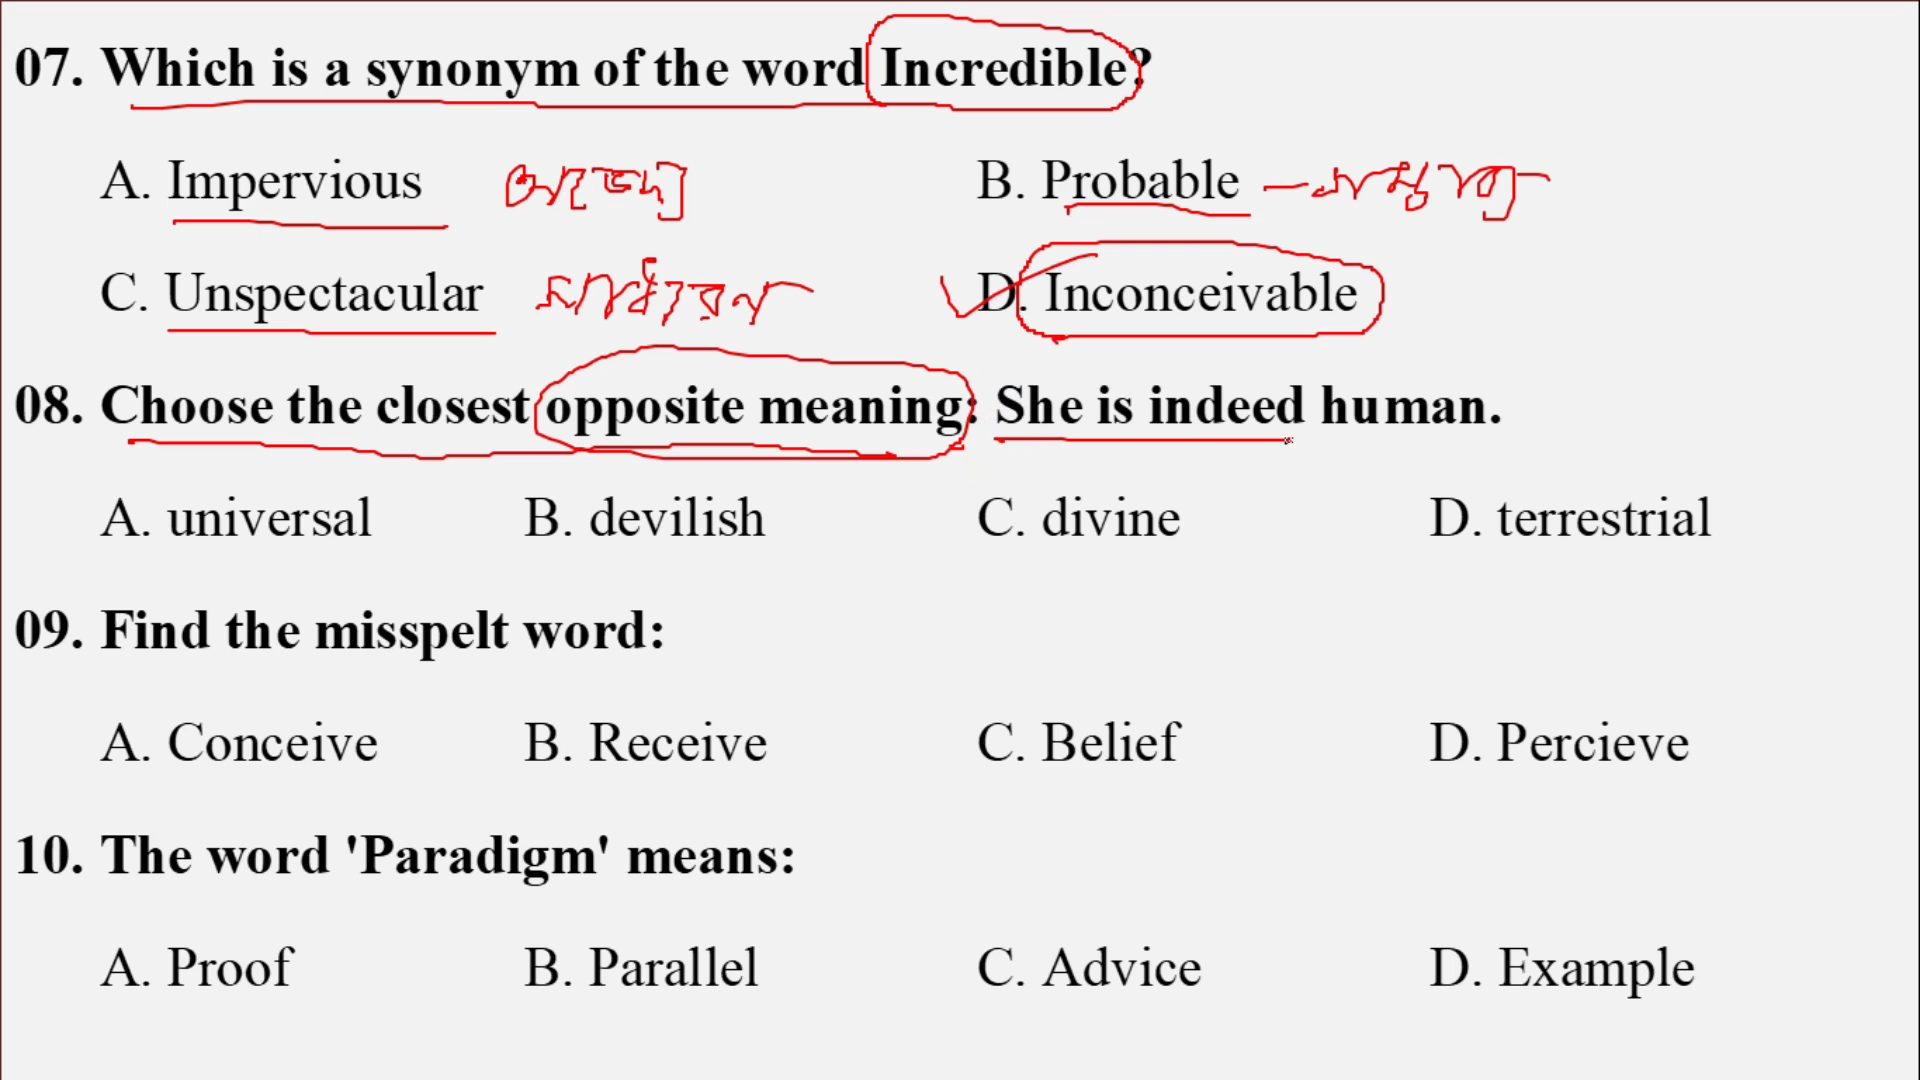 07. Which is a synonym of the word Incredible?
A. Impervious B. Probable
C. Unspectacular D. Inconceivable
08. Choose the closest opposite meaning: She is indeed human.
A. universal B. devilish C. divine D. terrestrial
09. Find the misspelt word:
A. Conceive B. Receive C. Belief D. Percieve
10. The word 'Paradigm' means:
A. Proof B. Parallel C. Advice D. Example